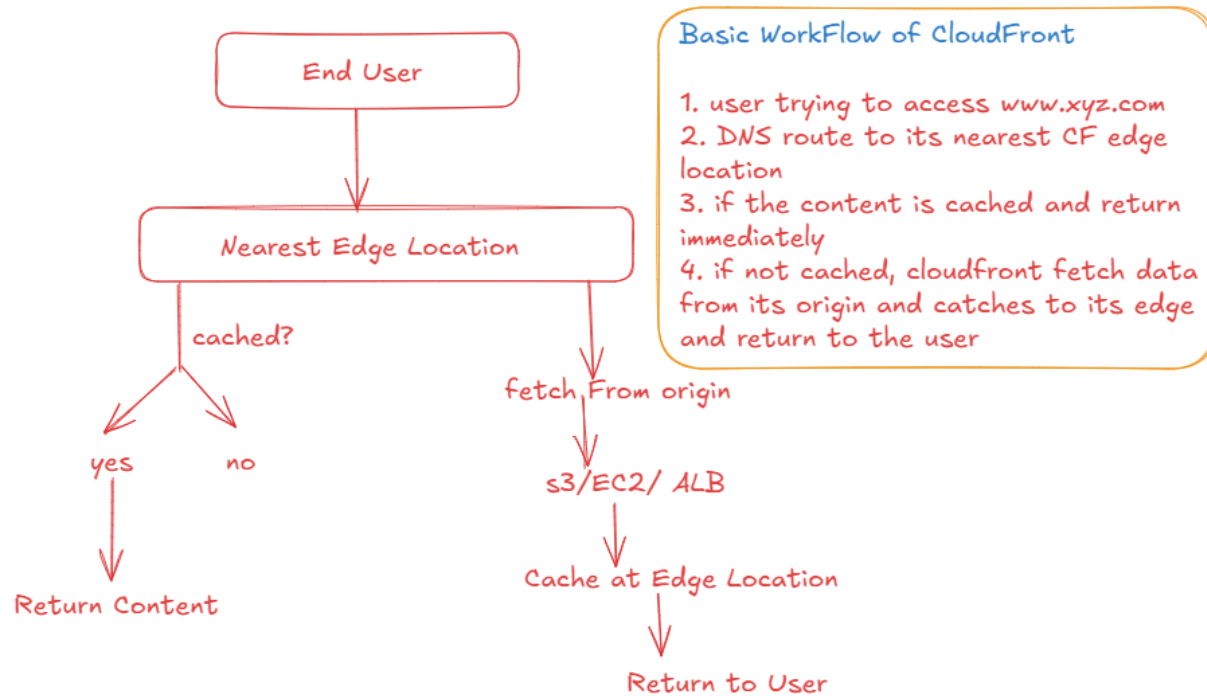 End User
Nearest Edge Location
cached?
yes
no
Return Content
fetch From origin
s3/EC2/ ALB
Cache at Edge Location
Return to User
Basic WorkFlow of CloudFront
1. user trying to access www.xyz.com
2. DNS route to its nearest CF edge
location
3. if the content is cached and return
immediately
4. if not cached, cloudfront fetch data
from its origin and catches to its edge
and return to the user